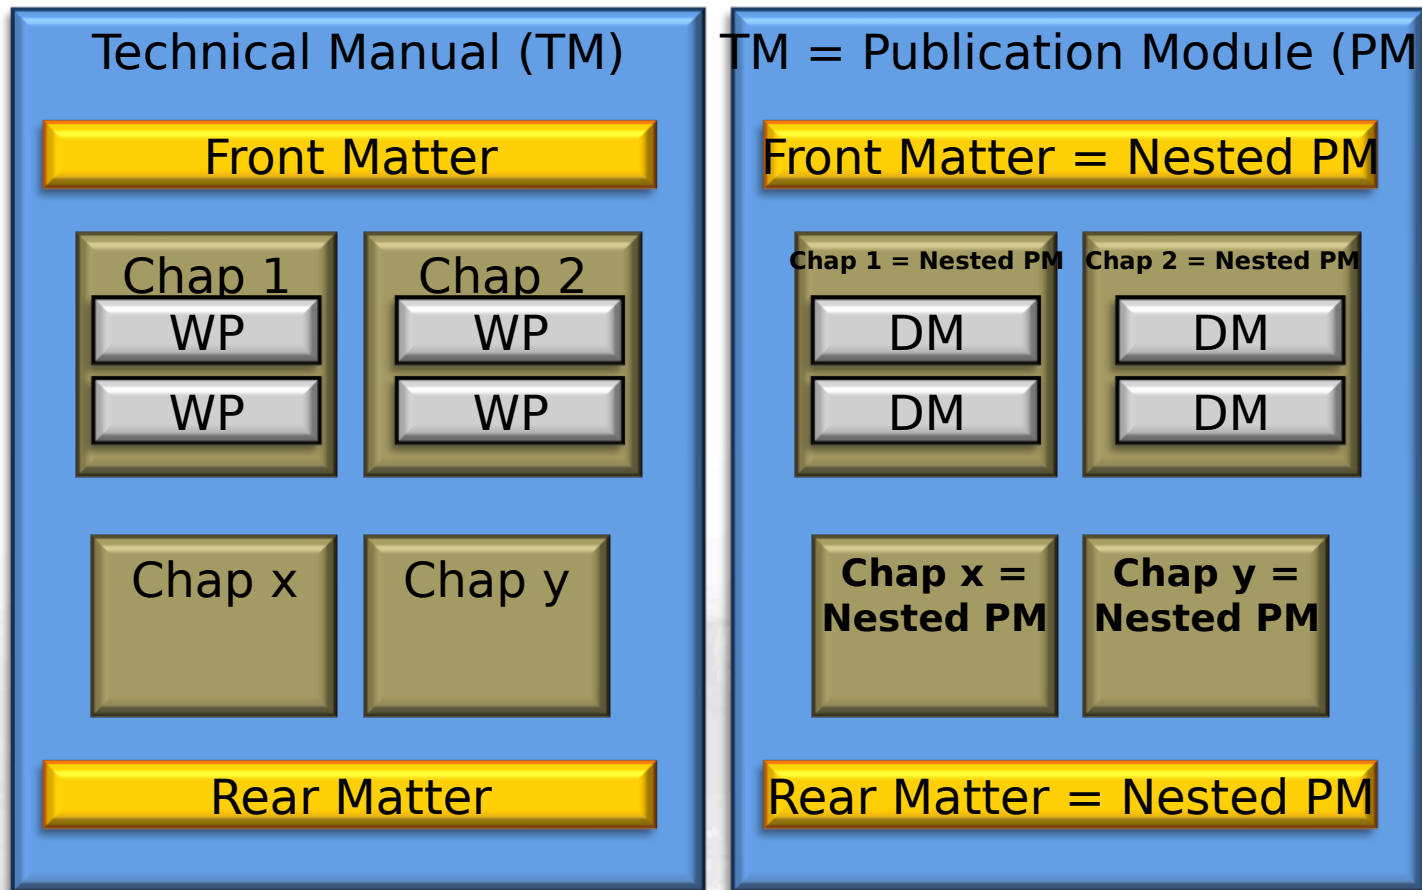 Technical Manual (TM)
Front Matter
Chap 1
WP
WP
Chap 2
WP
WP
Chap x
Chap y
Rear Matter
TM = Publication Module (PM
Front Matter = Nested PM
Chap 1 = Nested PM
DM
DM
Chap 2 = Nested PM
DM
DM
Chap x =
Nested PM
Chap y =
Nested PM
Rear Matter = Nested PM